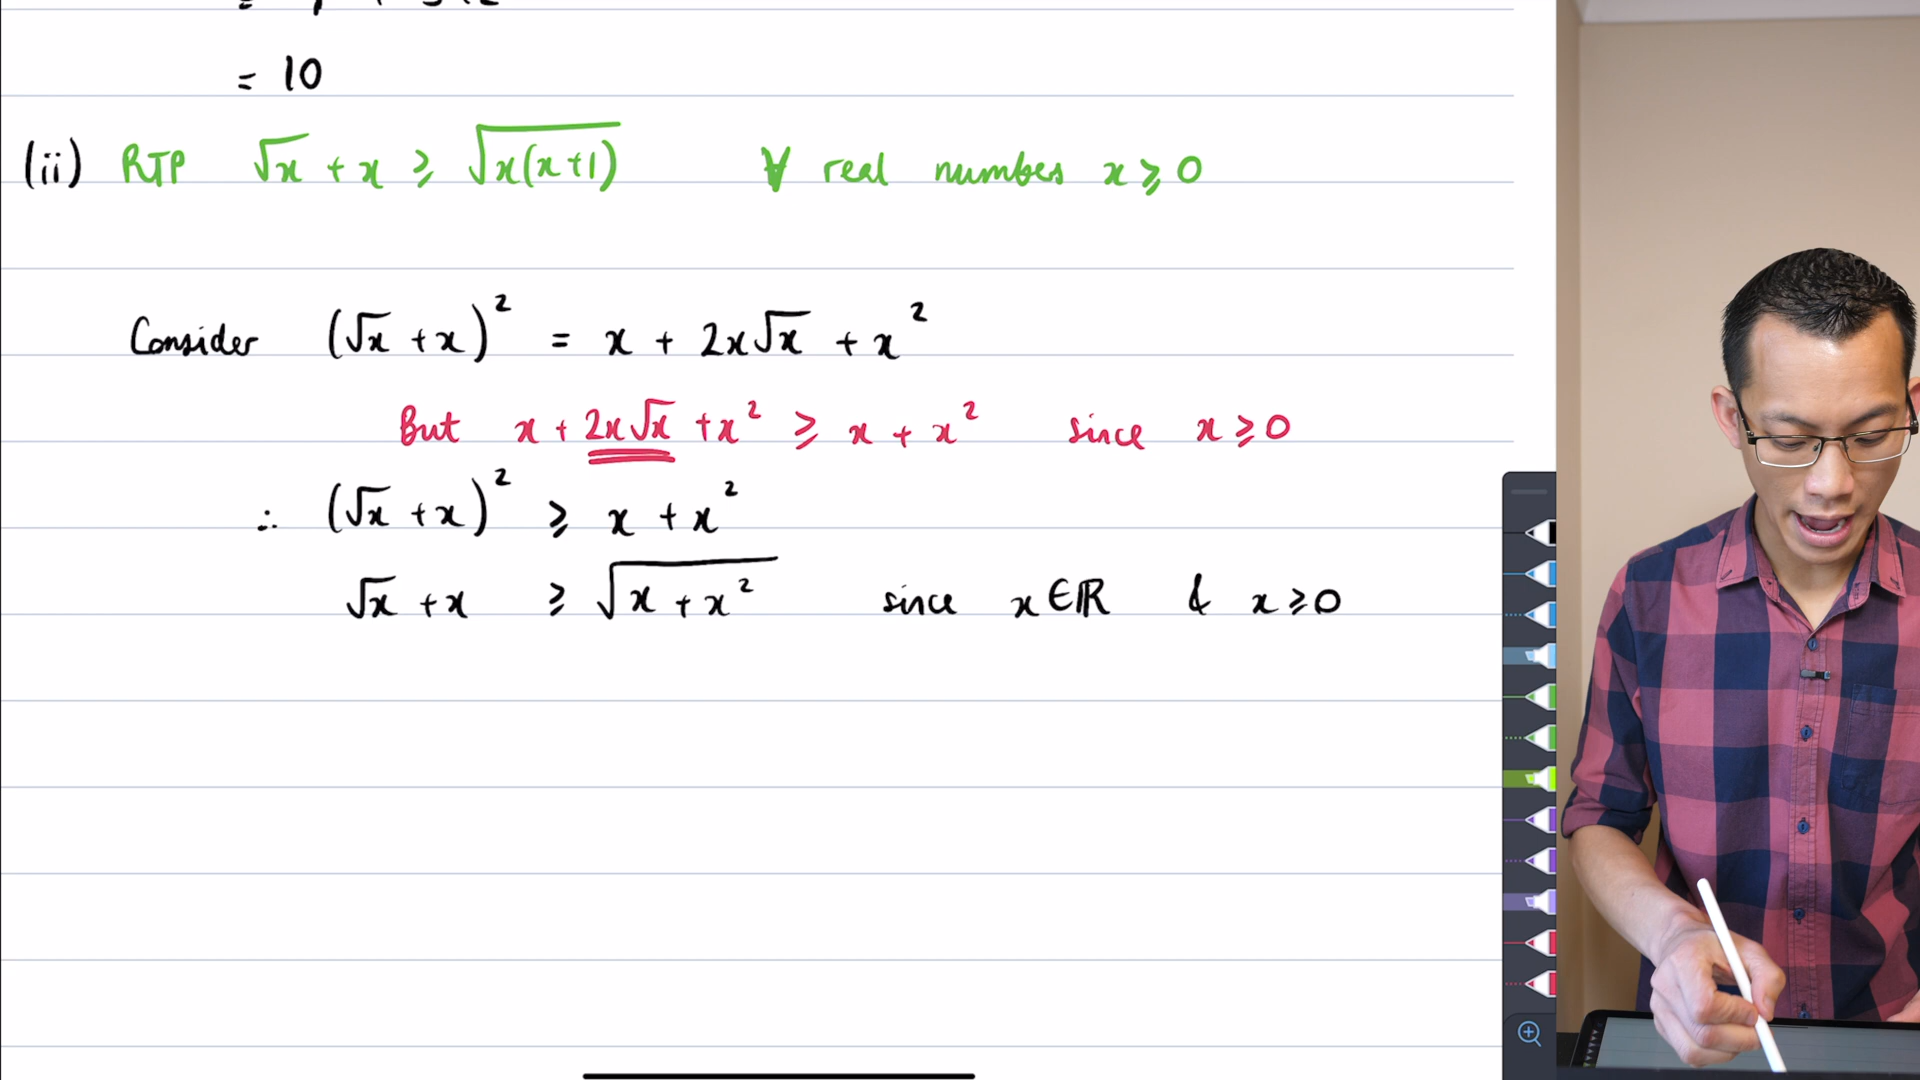 = 10
(ii) RTP √x + x ≥ √(x(x+1)) ∀ real numbers x ≥ 0
Consider (√x + x)² = x + 2x√x + x²
But x + 2x√x + x² ≥ x + x² since x ≥ 0
∴ (√x + x)² ≥ x + x²
√x + x ≥ √(x + x²) since x ∈ ℝ & x ≥ 0